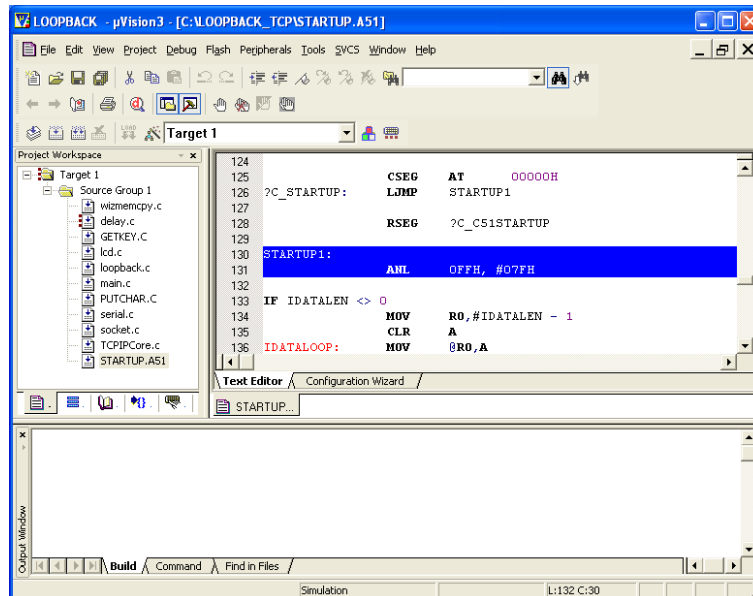 LOOPBACK - µVision3 - [C:\LOOPBACK_TCP\STARTUP.A51]
File Edit View Project Debug Flash Peripherals Tools SVCS Window Help
LOAD Target 1
Project Workspace
Target 1
Source Group 1
wizmemcpy.c
delay.c
GETKEY.C
lcd.c
loopback.c
main.c
PUTCHAR.C
serial.c
socket.c
TCPIPCore.c
STARTUP.A51
124
125 CSEG AT 00000H
126 ?C_STARTUP: LJMP STARTUP1
127
128 RSEG ?C_C51STARTUP
129
130 STARTUP1:
131 ANL 0FFH, #07FH
132
133 IF IDATALEN <> 0
134 MOV R0,#IDATALEN - 1
135 CLR A
136 IDATALOOP: MOV @R0,A
Text Editor Configuration Wizard
STARTUP...
Output Window
Build Command Find in Files
Simulation L:132 C:30